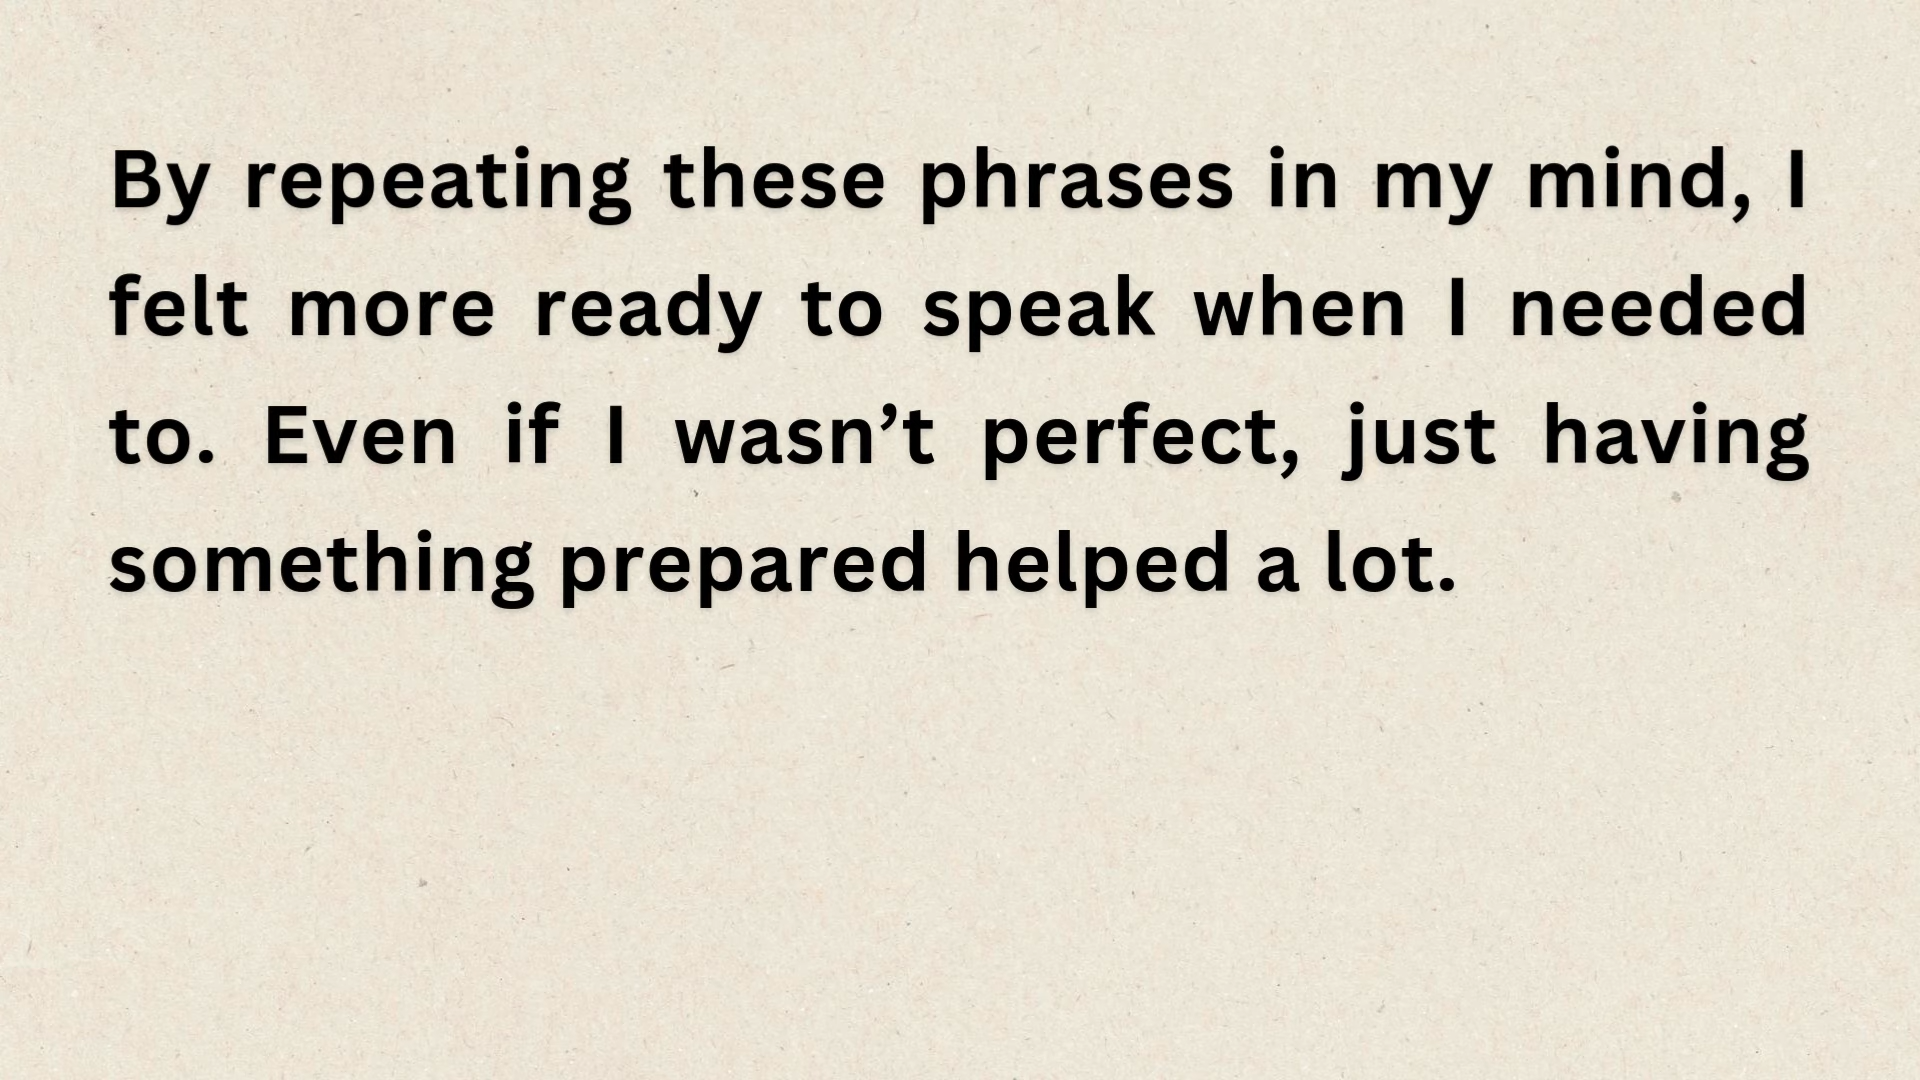 By repeating these phrases in my mind, I
felt more ready to speak when I needed
to. Even if I wasn’t perfect, just having
something prepared helped a lot.